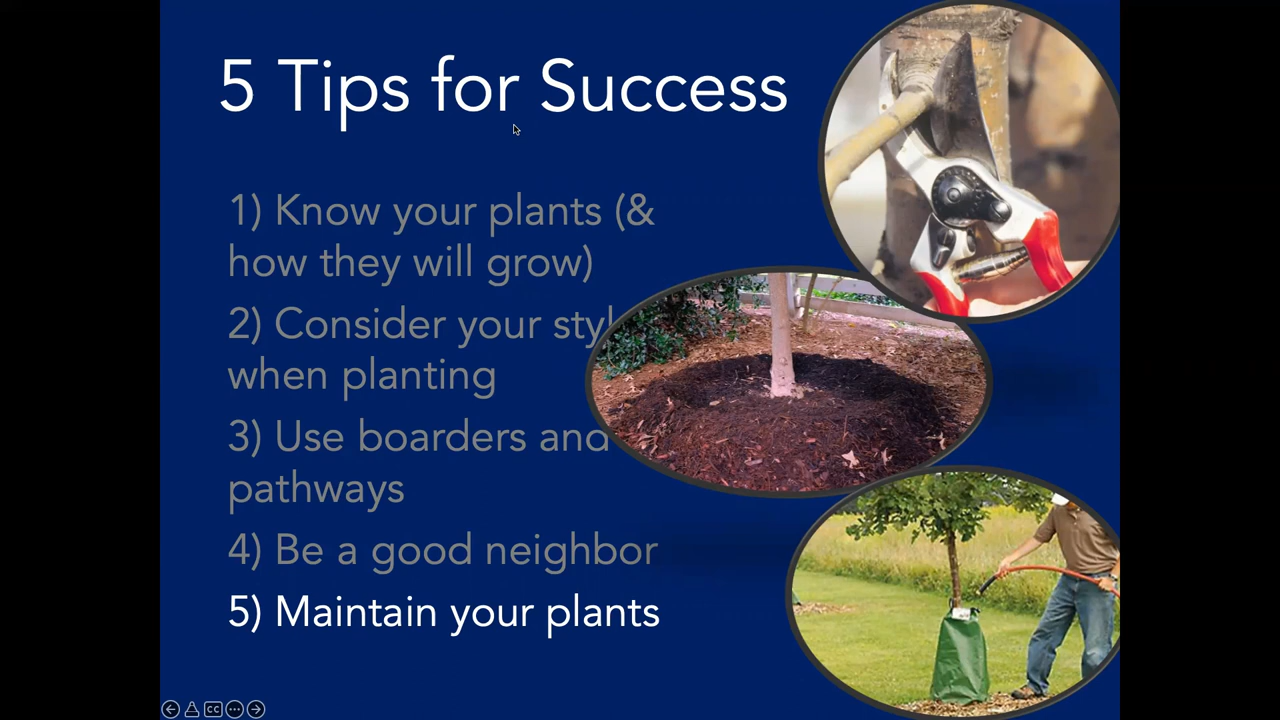 5 Tips for Success
1) Know your plants (&
how they will grow)
2) Consider your styl
when planting
3) Use boarders and
pathways
4) Be a good neighbor
5) Maintain your plants
CC